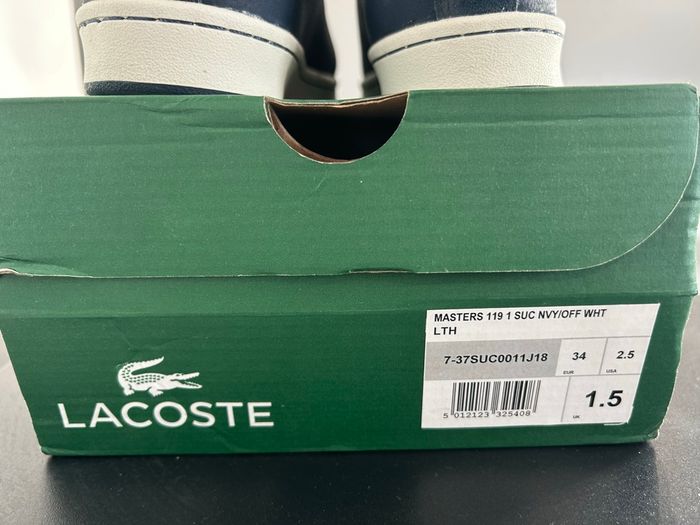 MASTERS 119 1 SUC NVY/OFF WHT
LTH
7-37SUC0011J18 34 2.5
EUR USA
1.5
UK
5 012123 325408
LACOSTE